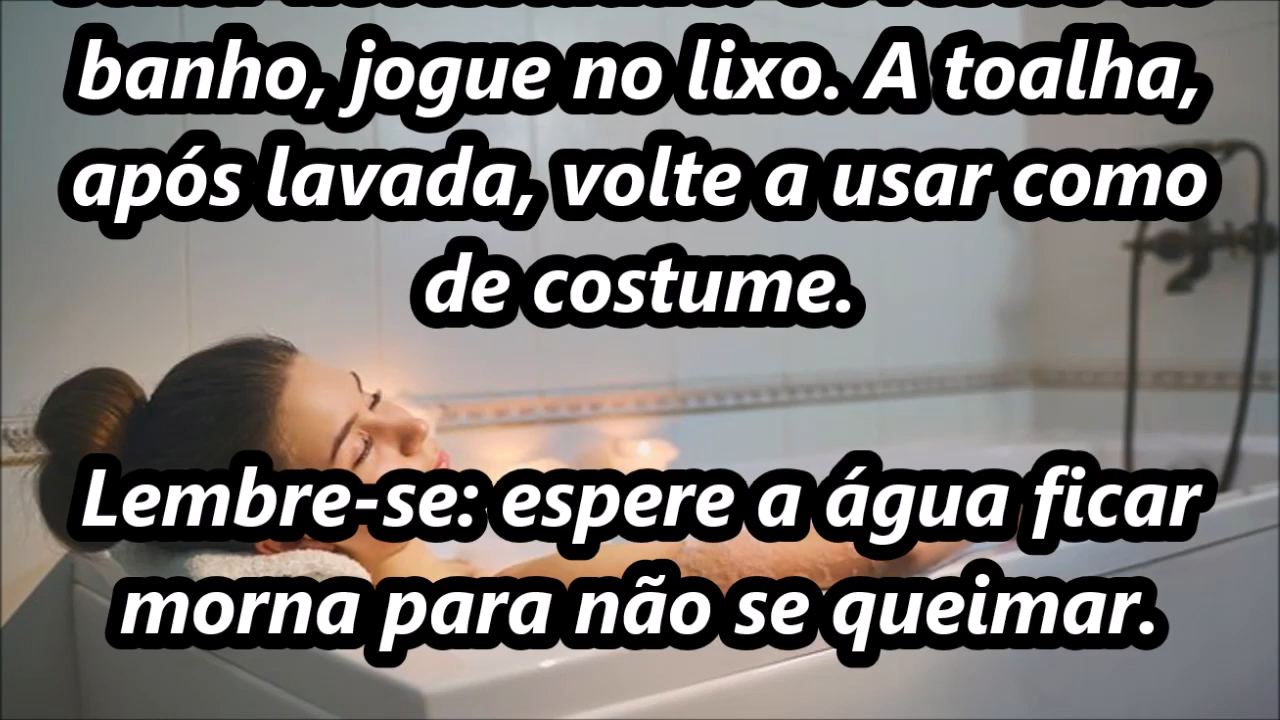 banho, jogue no lixo. A toalha,
após lavada, volte a usar como
de costume.
Lembre-se: espere a água ficar
morna para não se queimar.